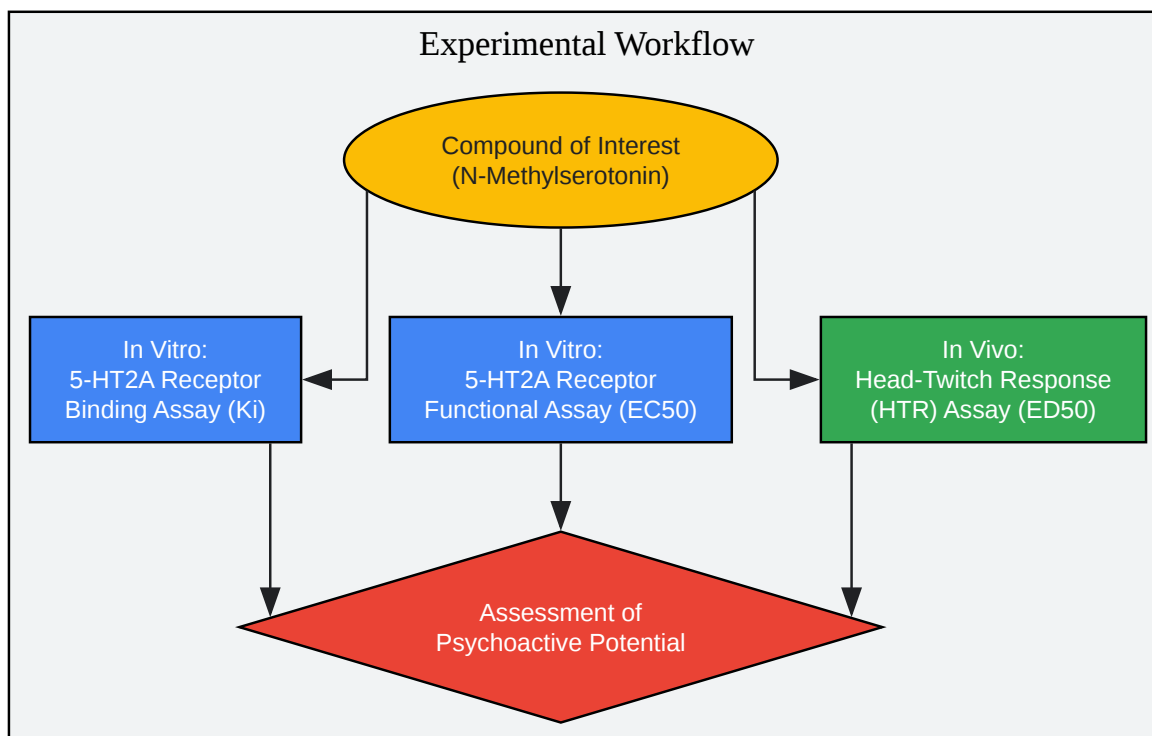 Experimental Workflow
Compound of Interest
(N-Methylserotonin)
In Vitro:
5-HT2A Receptor
Binding Assay (Ki)
In Vitro:
5-HT2A Receptor
Functional Assay (EC50)
In Vivo:
Head-Twitch Response
(HTR) Assay (ED50)
Assessment of
Psychoactive Potential